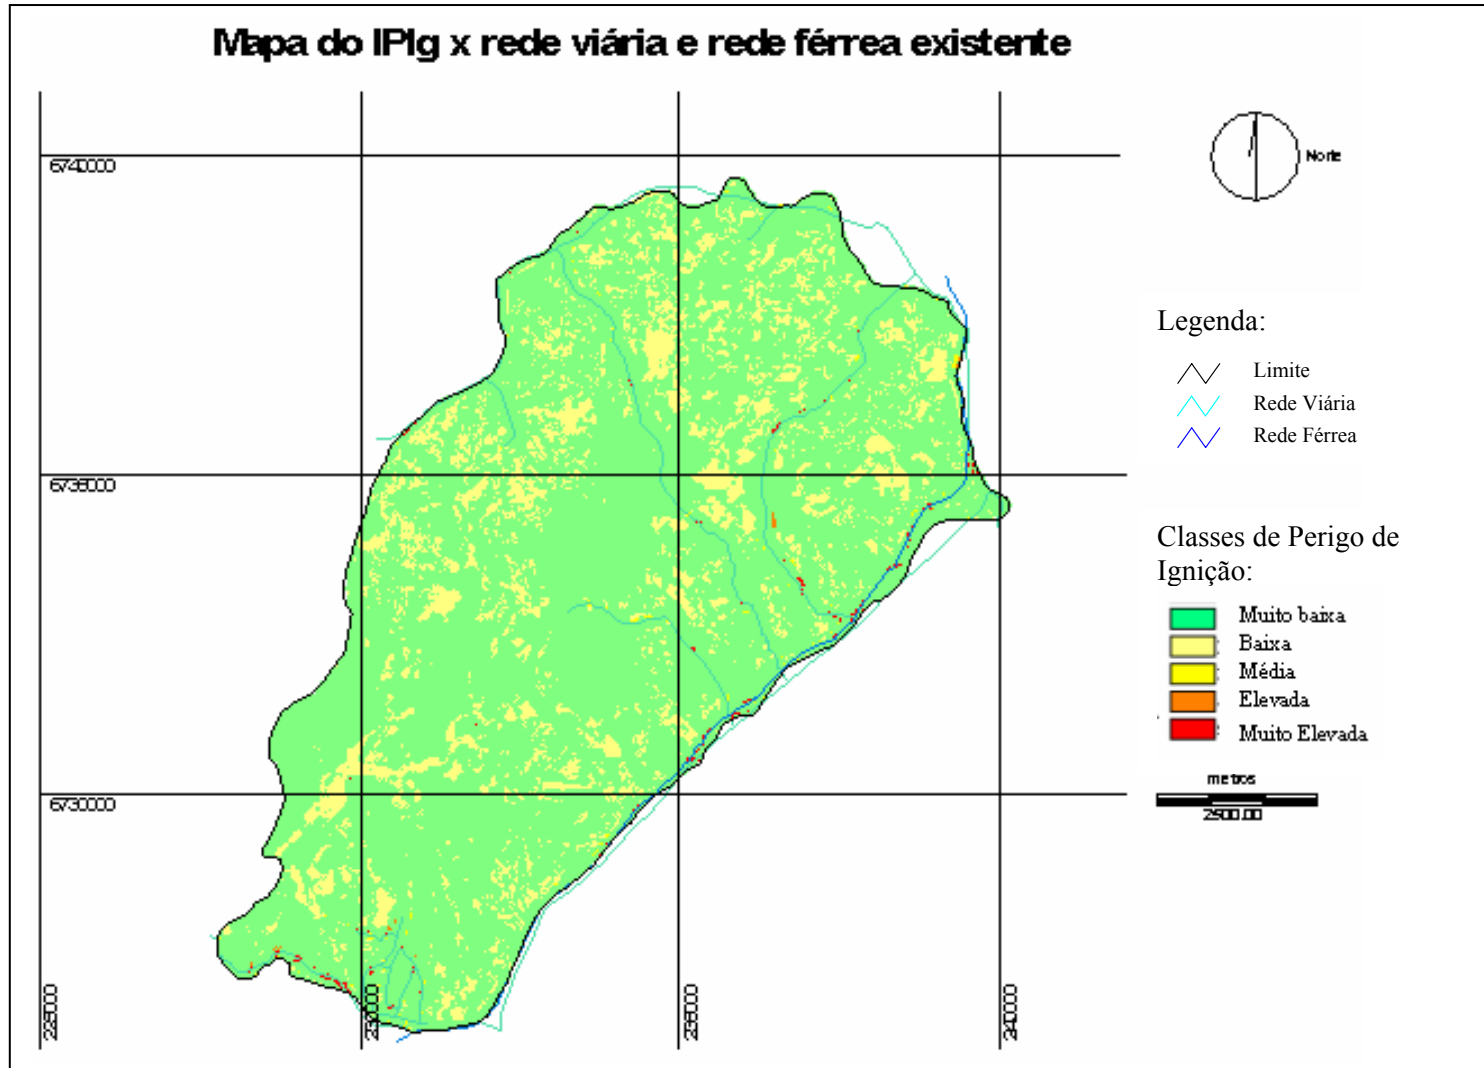 Mapa do IPIg x rede viária e rede férrea existente
Norte
6740000
6735000
6730000
225000
230000
235000
240000
Legenda:
Limite
Rede Viária
Rede Férrea
Classes de Perigo de
Ignição:
Muito baixa
Baixa
Média
Elevada
Muito Elevada
metros
2500.00